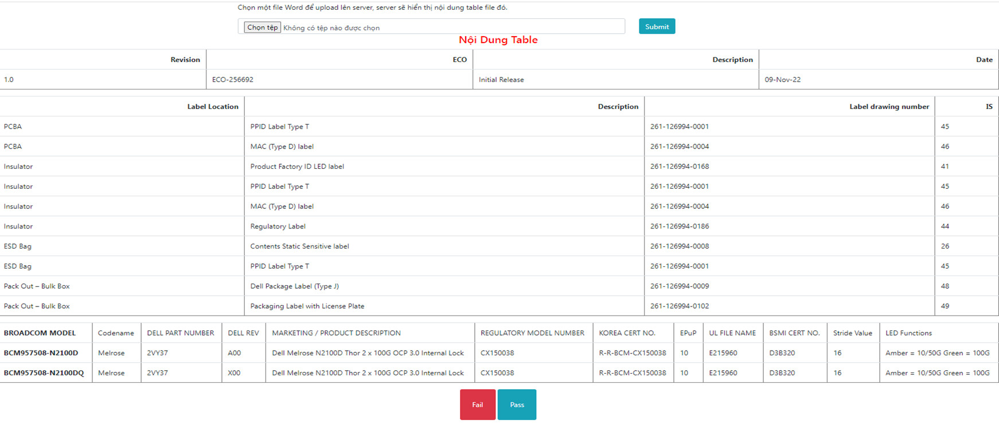 Chọn một file Word để upload lên server, server sẽ hiển thị nội dung table file đó.
Chọn tệp Không có tệp nào được chọn Submit
Nội Dung Table
Revision ECO Description Date
1.0 ECO-256692 Initial Release 09-Nov-22
Label Location Description Label drawing number IS
PCBA PPID Label Type T 261-126994-0001 45
PCBA MAC (Type D) label 261-126994-0004 46
Insulator Product Factory ID LED label 261-126994-0168 41
Insulator PPID Label Type T 261-126994-0001 45
Insulator MAC (Type D) label 261-126994-0004 46
Insulator Regulatory Label 261-126994-0186 44
ESD Bag Contents Static Sensitive label 261-126994-0008 26
ESD Bag PPID Label Type T 261-126994-0001 45
Pack Out – Bulk Box Dell Package Label (Type J) 261-126994-0009 48
Pack Out – Bulk Box Packaging Label with License Plate 261-126994-0102 49
BROADCOM MODEL Codename DELL PART NUMBER DELL REV MARKETING / PRODUCT DESCRIPTION REGULATORY MODEL NUMBER KOREA CERT NO. EPuP UL FILE NAME BSMI CERT NO. Stride Value LED Functions
BCM957508-N2100D Melrose 2VY37 A00 Dell Melrose N2100D Thor 2 x 100G OCP 3.0 Internal Lock CX150038 R-R-BCM-CX150038 10 E215960 D3B320 16 Amber = 10/50G Green = 100G
BCM957508-N2100DQ Melrose 2VY37 X00 Dell Melrose N2100D Thor 2 x 100G OCP 3.0 Internal Lock CX150038 R-R-BCM-CX150038 10 E215960 D3B320 16 Amber = 10/50G Green = 100G
Fail Pass